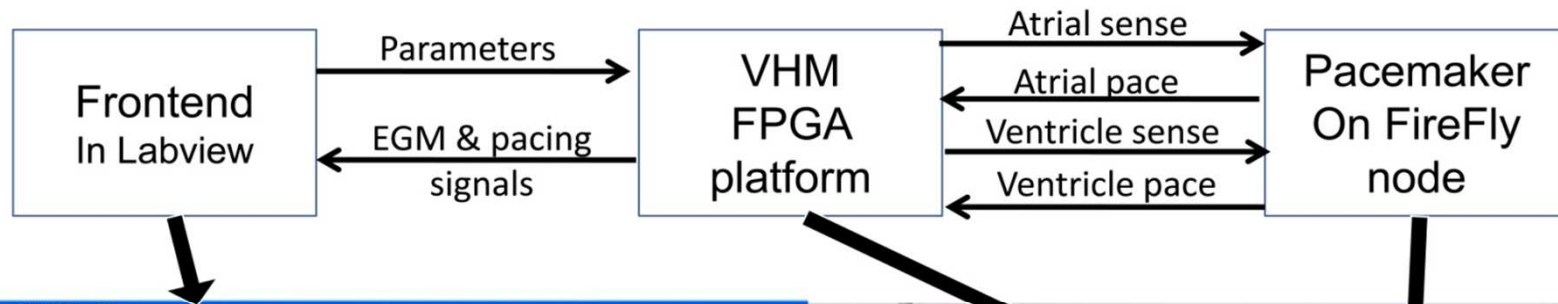 Frontend
In Labview
Parameters
EGM & pacing
signals
VHM
FPGA
platform
Atrial sense
Atrial pace
Ventricle sense
Ventricle pace
Pacemaker
On FireFly
node